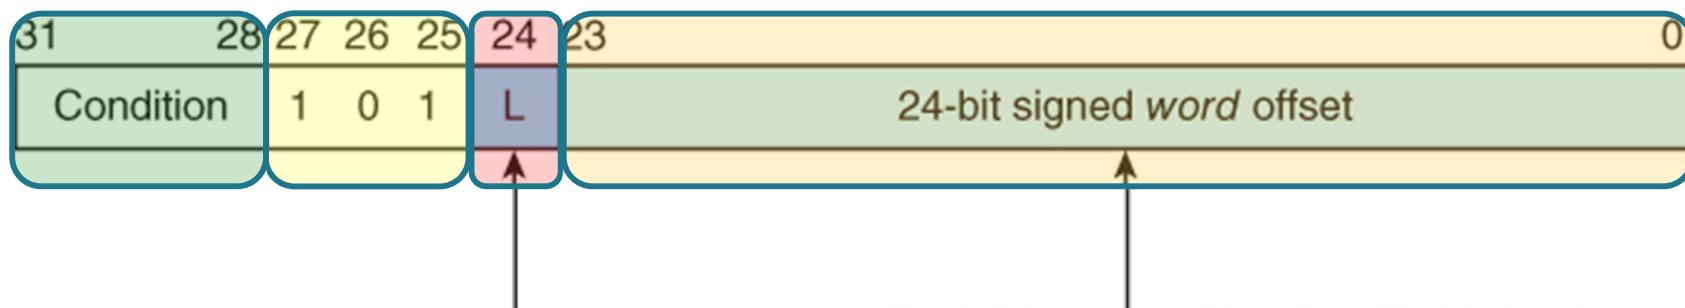 31 28 27 26 25 24 23 0
Condition 1 0 1 L 24-bit signed word offset